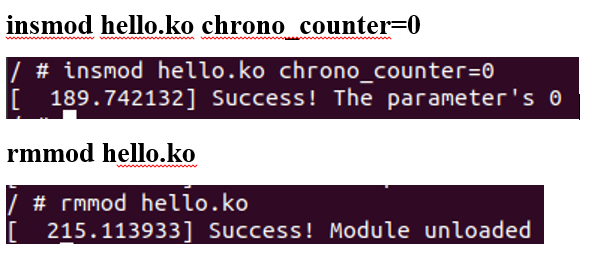 insmod hello.ko chrono_counter=0
/ # insmod hello.ko chrono_counter=0
[  189.742132] Success! The parameter's 0
rmmod hello.ko
/ # rmmod hello.ko
[  215.113933] Success! Module unloaded